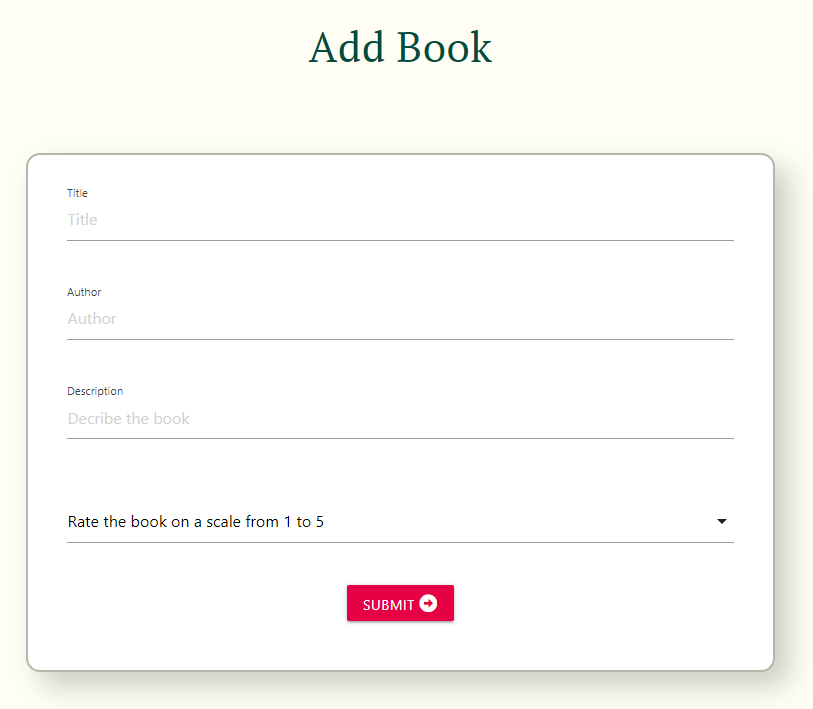 Add Book
Title
Title
Author
Author
Description
Decribe the book
Rate the book on a scale from 1 to 5
SUBMIT